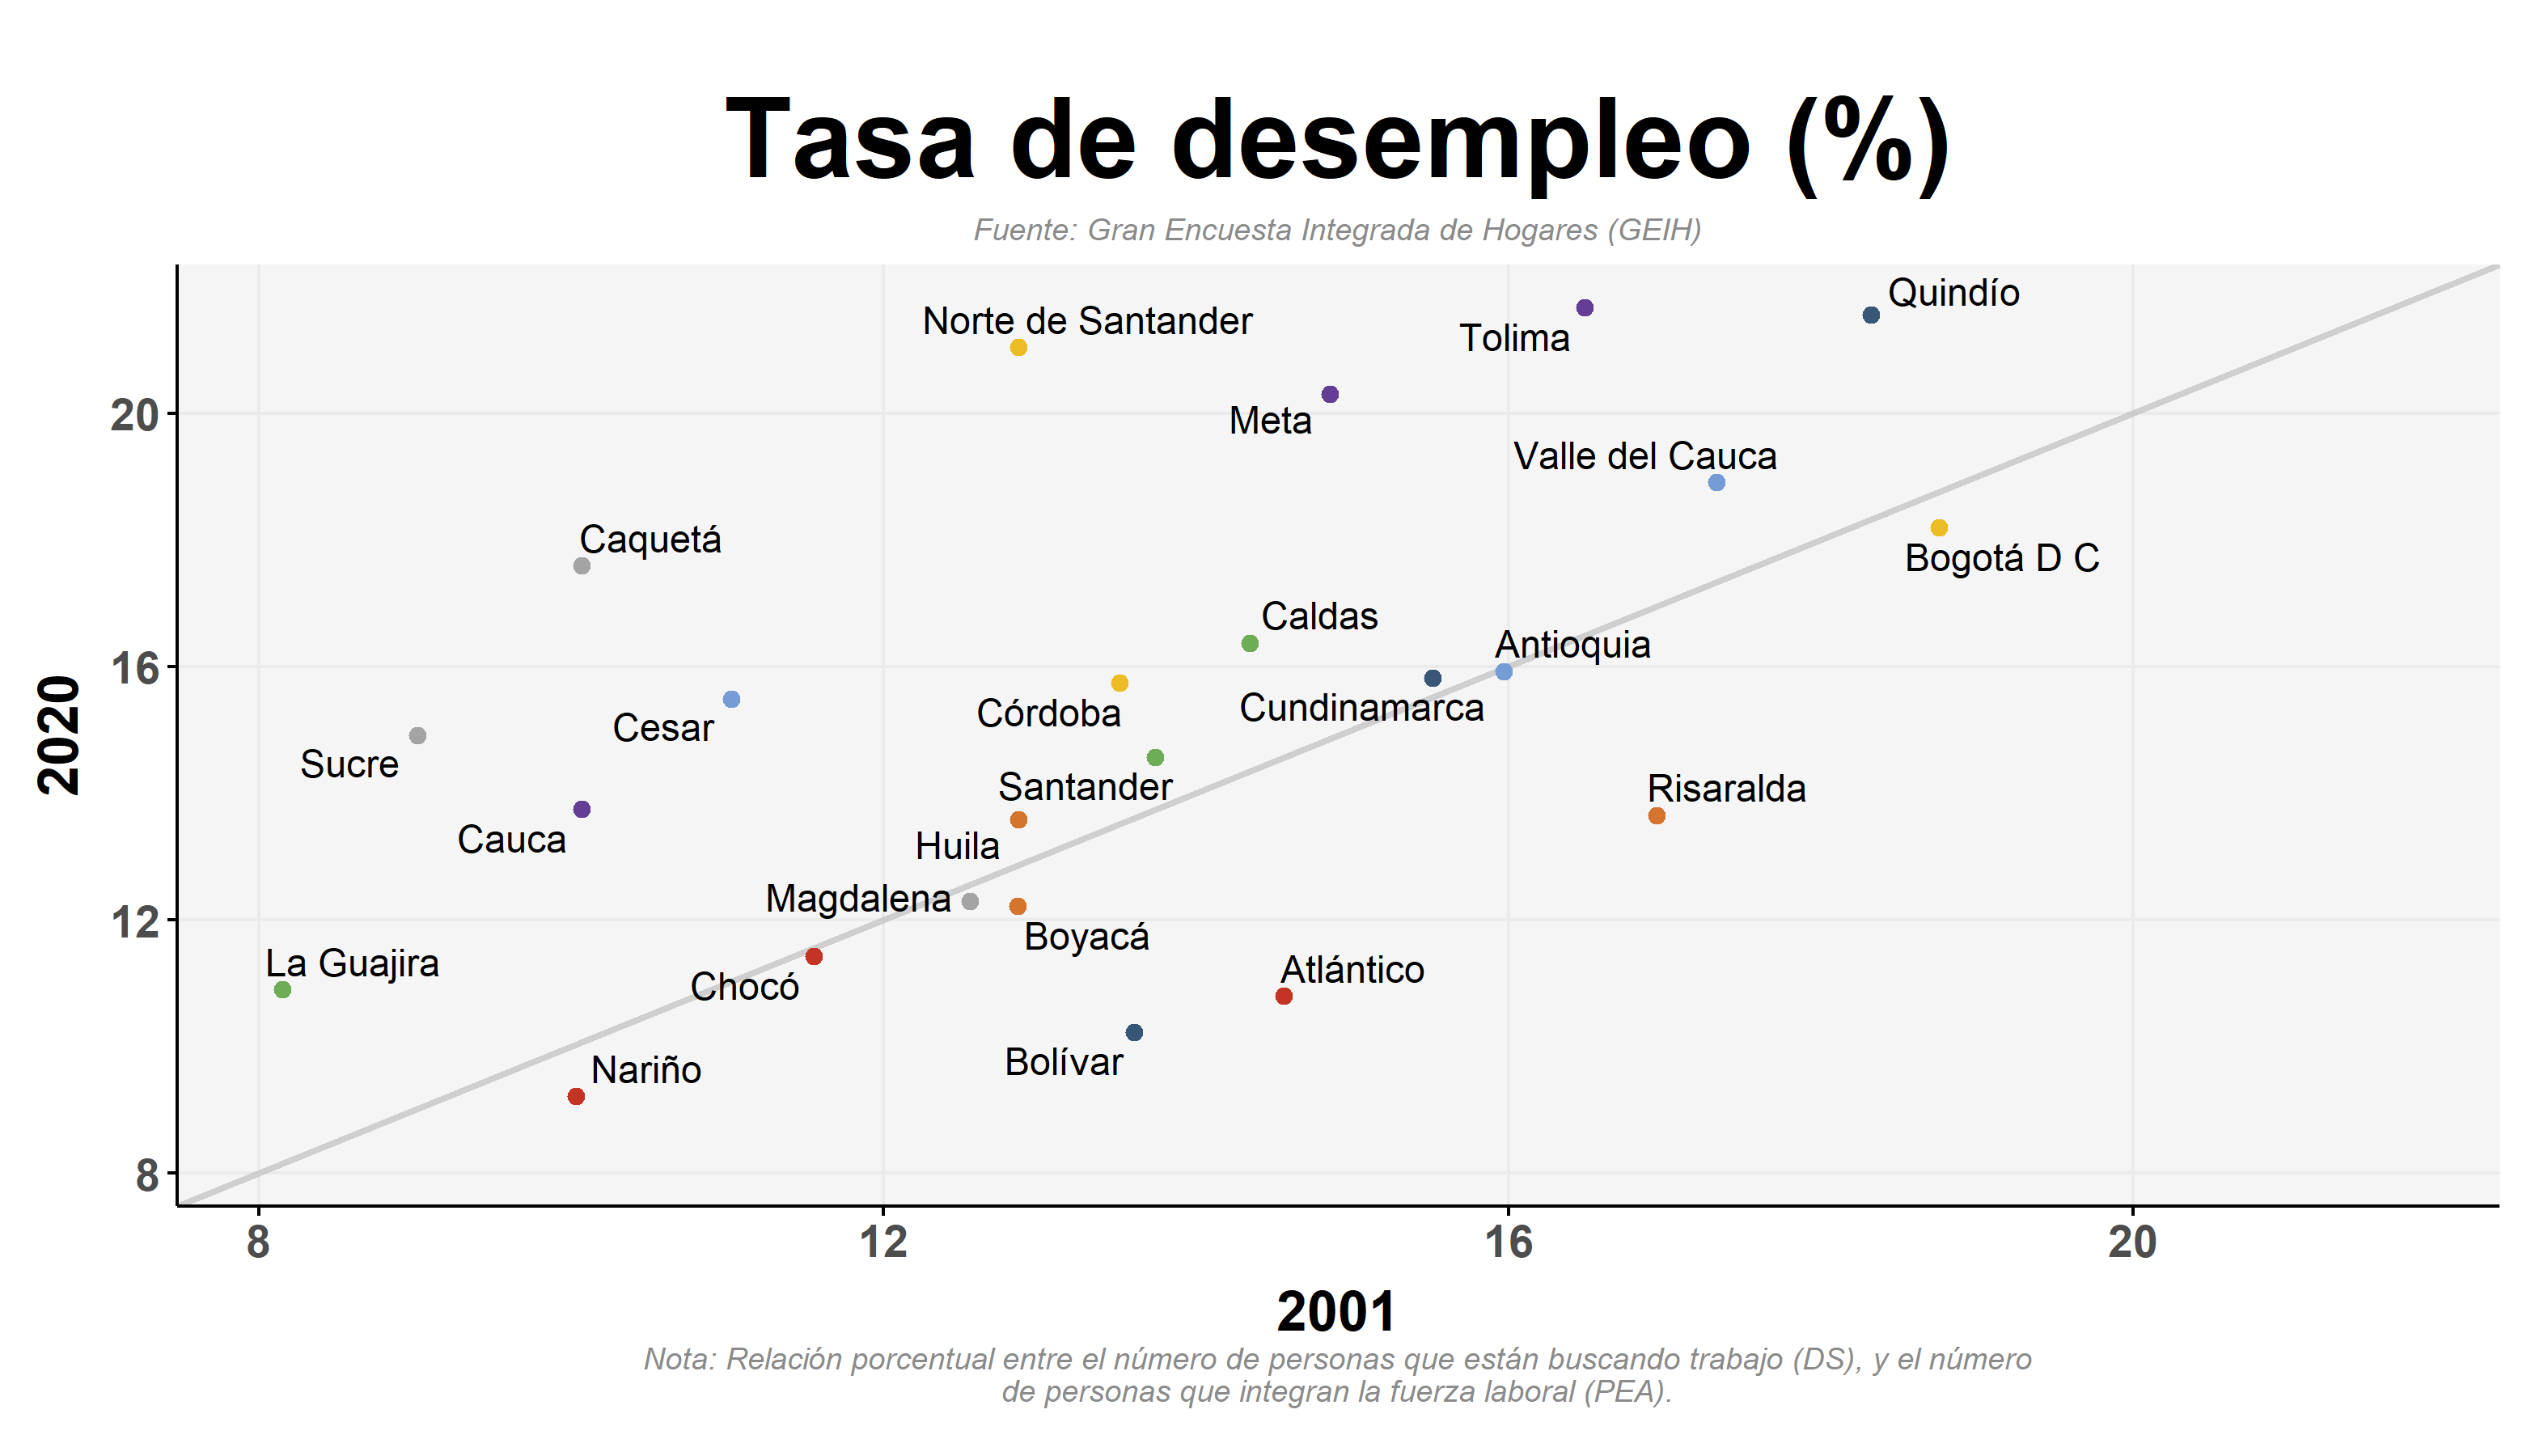 Tasa de desempleo (%)
Fuente: Gran Encuesta Integrada de Hogares (GEIH)
Quindío
Norte de Santander
Tolima
20
Meta
Valle del Cauca
Caquetá
Bogotá D C
Caldas
Antioquia
16
Córdoba
Cundinamarca
Cesar
2020
Sucre
Santander
Risaralda
Cauca
Huila
Magdalena
12
Boyacá
La Guajira
Atlántico
Chocó
Bolívar
Nariño
8
8 12 16 20
2001
Nota: Relación porcentual entre el número de personas que están buscando trabajo (DS), y el número
de personas que integran la fuerza laboral (PEA).